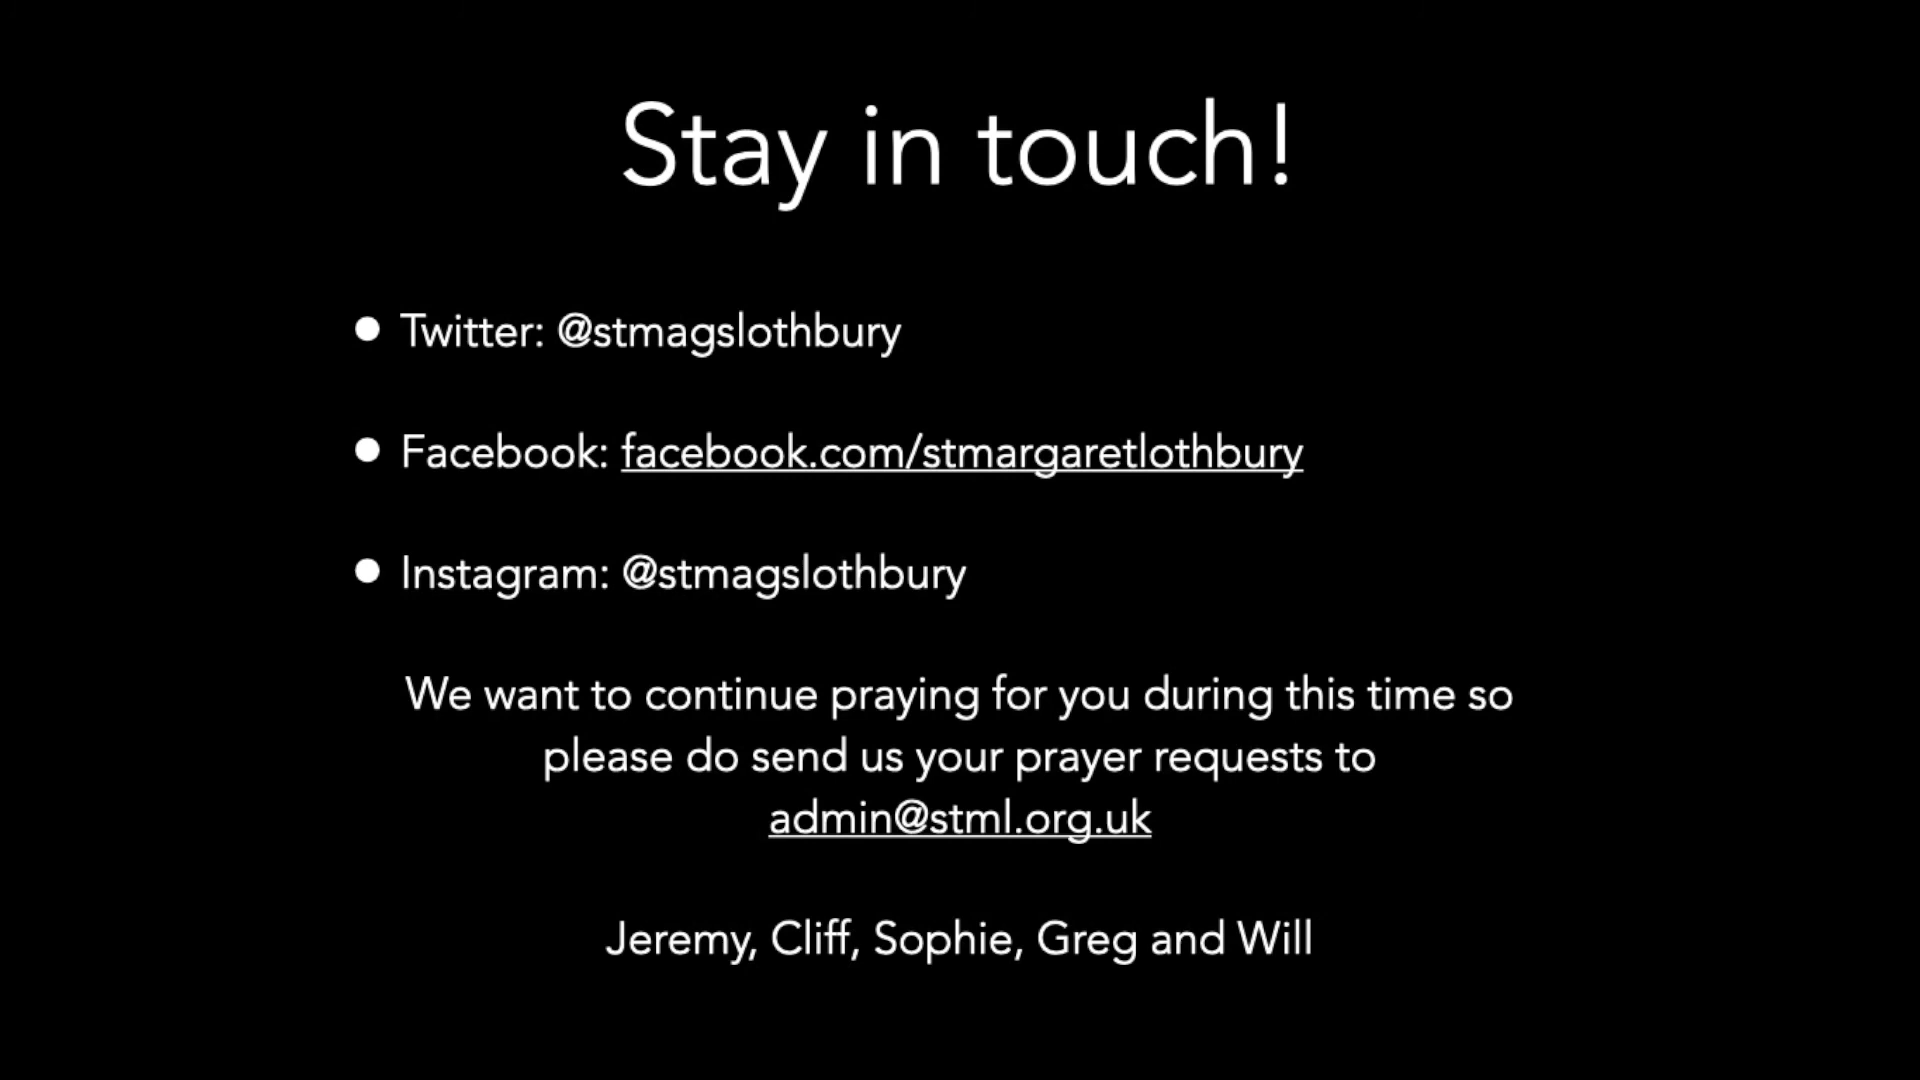 Stay in touch!
• Twitter: @stmagslothbury
• Facebook: facebook.com/stmargaretlothbury
• Instagram: @stmagslothbury
We want to continue praying for you during this time so
please do send us your prayer requests to
admin@stml.org.uk
Jeremy, Cliff, Sophie, Greg and Will